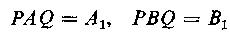 PAQ = A₁, PBQ = B₁